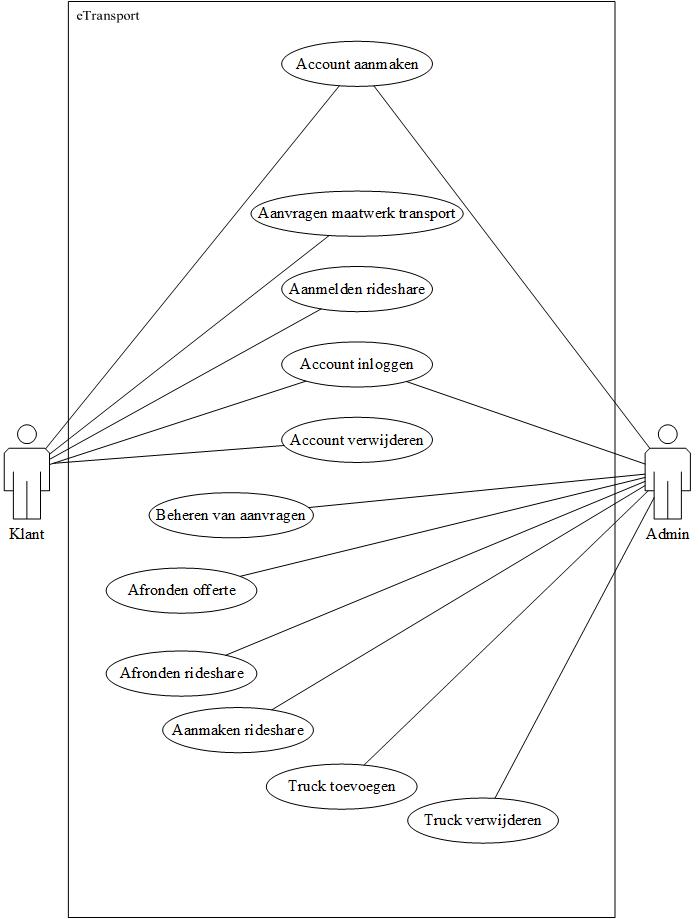 eTransport
Account aanmaken
Aanvragen maatwerk transport
Aanmelden rideshare
Account inloggen
Account verwijderen
Klant
Admin
Beheren van aanvragen
Afronden offerte
Afronden rideshare
Aanmaken rideshare
Truck toevoegen
Truck verwijderen